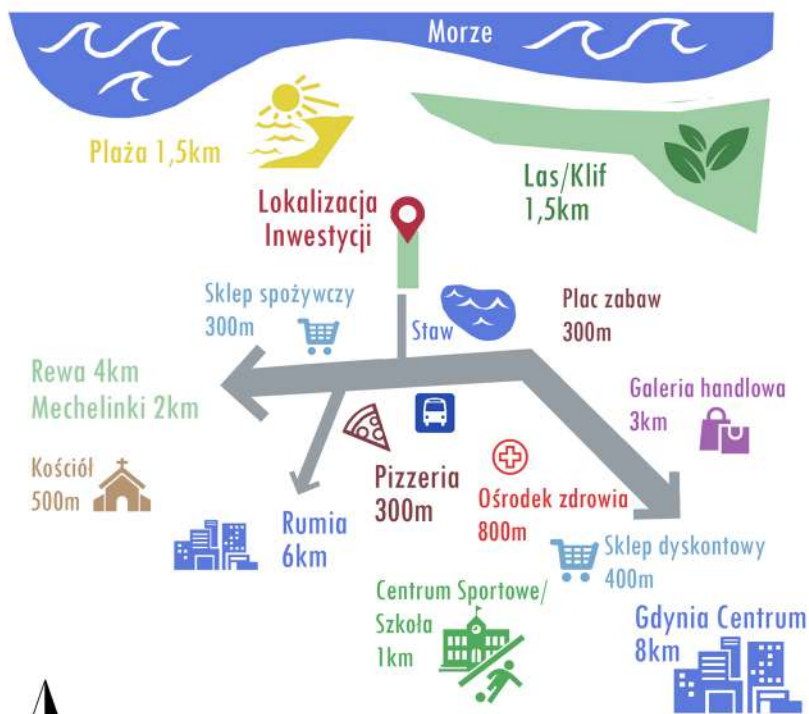 Morze
Plaża 1,5km
Las/Klif
1,5km
Lokalizacja
Inwestycji
Sklep spożywczy
300m
Staw
Plac zabaw
300m
Rewa 4km
Mechelinki 2km
Galeria handlowa
3km
Kościół
500m
Pizzeria
300m
Ośrodek zdrowia
800m
Rumia
6km
Sklep dyskontowy
400m
Centrum Sportowe/
Szkoła
1km
Gdynia Centrum
8km